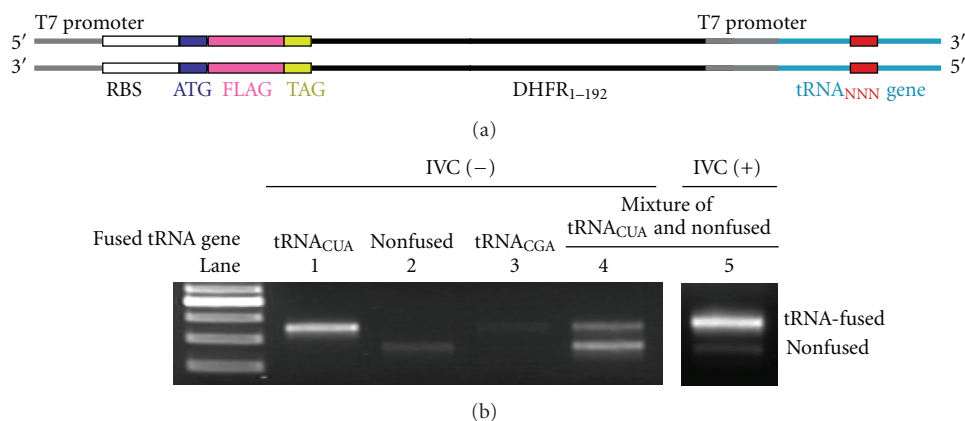 T7 promoter T7 promoter
5′ 3′
3′ 5′
RBS ATG FLAG TAG DHFR1–192 tRNANNN gene
(a)
IVC (−) IVC (+)
Mixture of
tRNACUA and nonfused
Fused tRNA gene tRNACUA Nonfused tRNACGA
Lane 1 2 3 4 5
tRNA-fused
Nonfused
(b)